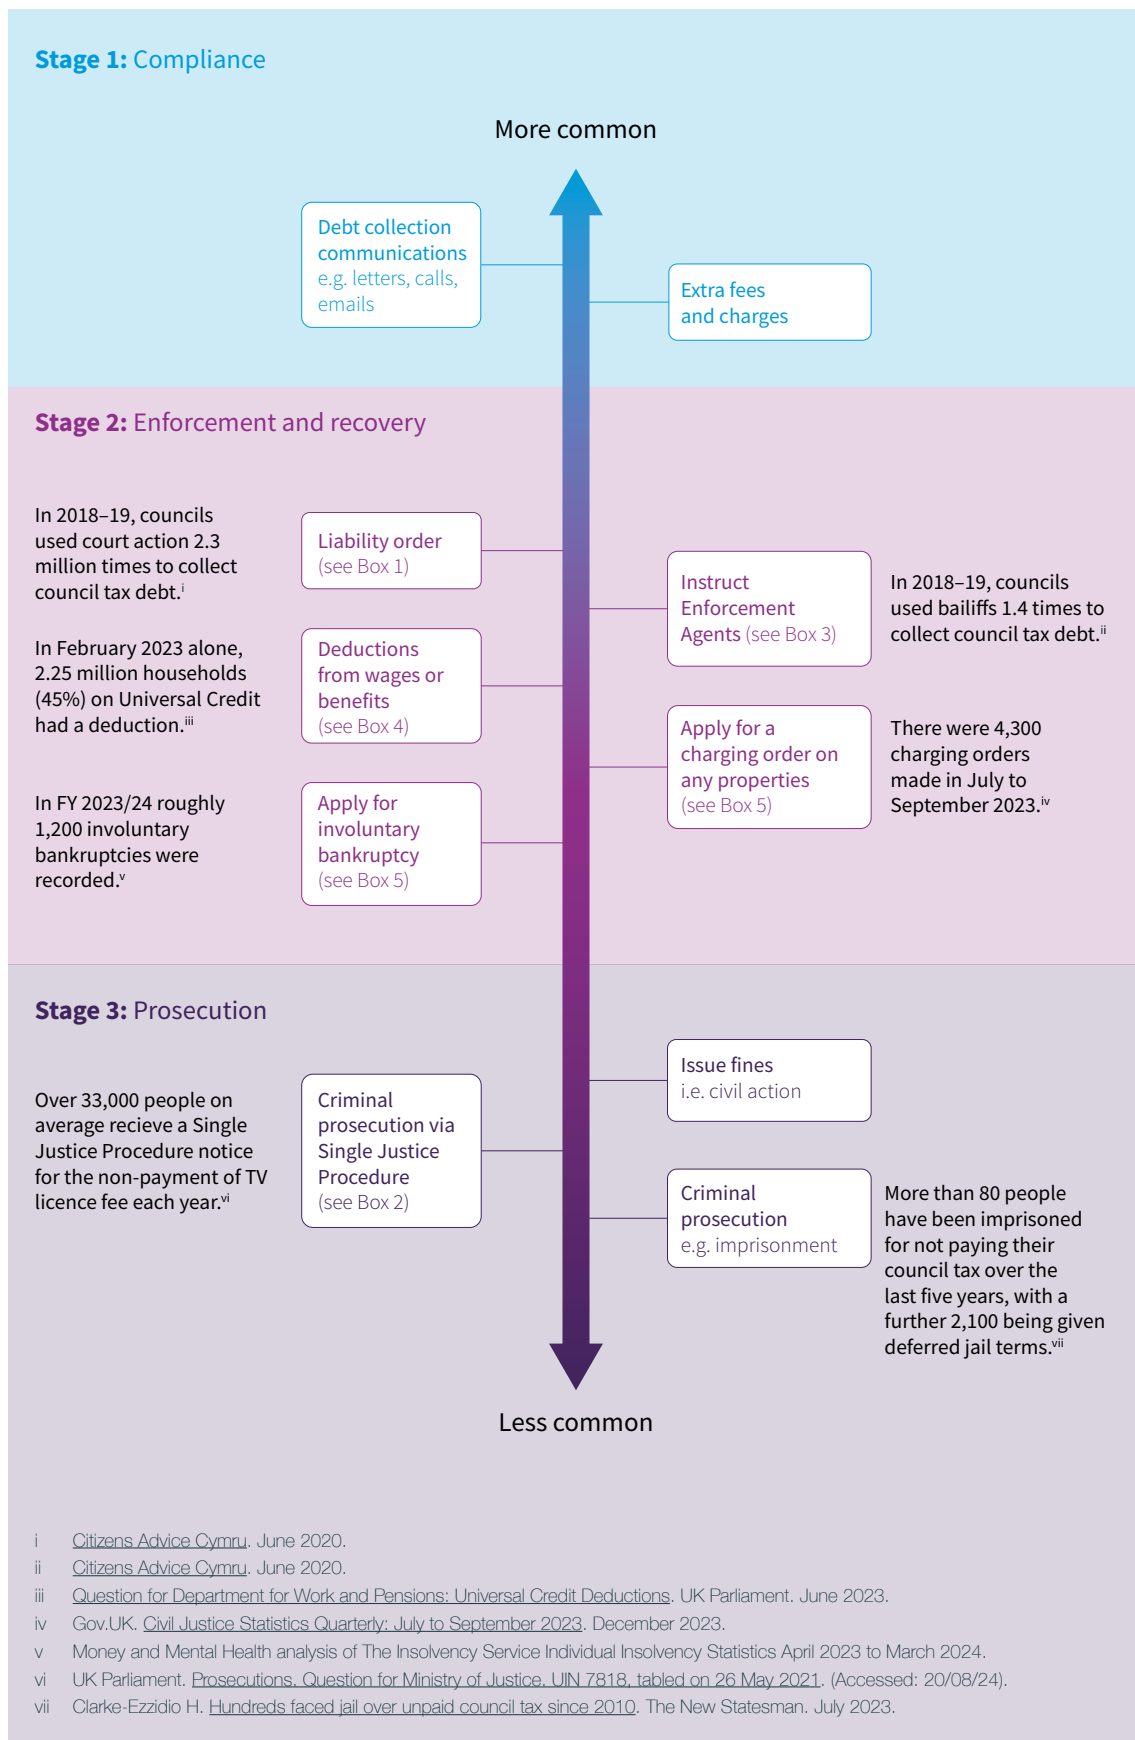 Stage 1: Compliance
More common
Debt collection
communications
e.g. letters, calls,
emails
Extra fees
and charges
Stage 2: Enforcement and recovery
In 2018–19, councils
used court action 2.3
million times to collect
council tax debt.i
Liability order
(see Box 1)
Instruct
Enforcement
Agents (see Box 3)
In 2018–19, councils
used bailiffs 1.4 times to
collect council tax debt.ii
In February 2023 alone,
2.25 million households
(45%) on Universal Credit
had a deduction.iii
Deductions
from wages or
benefits
(see Box 4)
Apply for a
charging order on
any properties
(see Box 5)
There were 4,300
charging orders
made in July to
September 2023.iv
In FY 2023/24 roughly
1,200 involuntary
bankruptcies were
recorded.v
Apply for
involuntary
bankruptcy
(see Box 5)
Stage 3: Prosecution
Issue fines
i.e. civil action
Over 33,000 people on
average recieve a Single
Justice Procedure notice
for the non-payment of TV
licence fee each year.vi
Criminal
prosecution via
Single Justice
Procedure
(see Box 2)
Criminal
prosecution
e.g. imprisonment
More than 80 people
have been imprisoned
for not paying their
council tax over the
last five years, with a
further 2,100 being given
deferred jail terms.vii
Less common
i Citizens Advice Cymru. June 2020.
ii Citizens Advice Cymru. June 2020.
iii Question for Department for Work and Pensions: Universal Credit Deductions. UK Parliament. June 2023.
iv Gov.UK. Civil Justice Statistics Quarterly: July to September 2023. December 2023.
v Money and Mental Health analysis of The Insolvency Service Individual Insolvency Statistics April 2023 to March 2024.
vi UK Parliament. Prosecutions. Question for Ministry of Justice. UIN 7818, tabled on 26 May 2021. (Accessed: 20/08/24).
vii Clarke-Ezzidio H. Hundreds faced jail over unpaid council tax since 2010. The New Statesman. July 2023.